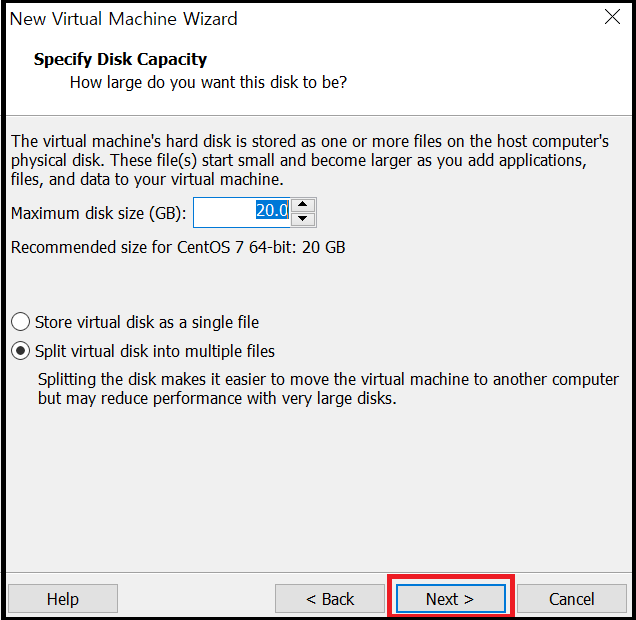 New Virtual Machine Wizard
Specify Disk Capacity
How large do you want this disk to be?
The virtual machine's hard disk is stored as one or more files on the host computer's
physical disk. These file(s) start small and become larger as you add applications,
files, and data to your virtual machine.
Maximum disk size (GB): 20.0
Recommended size for CentOS 7 64-bit: 20 GB
Store virtual disk as a single file
Split virtual disk into multiple files
Splitting the disk makes it easier to move the virtual machine to another computer
but may reduce performance with very large disks.
Help < Back Next > Cancel